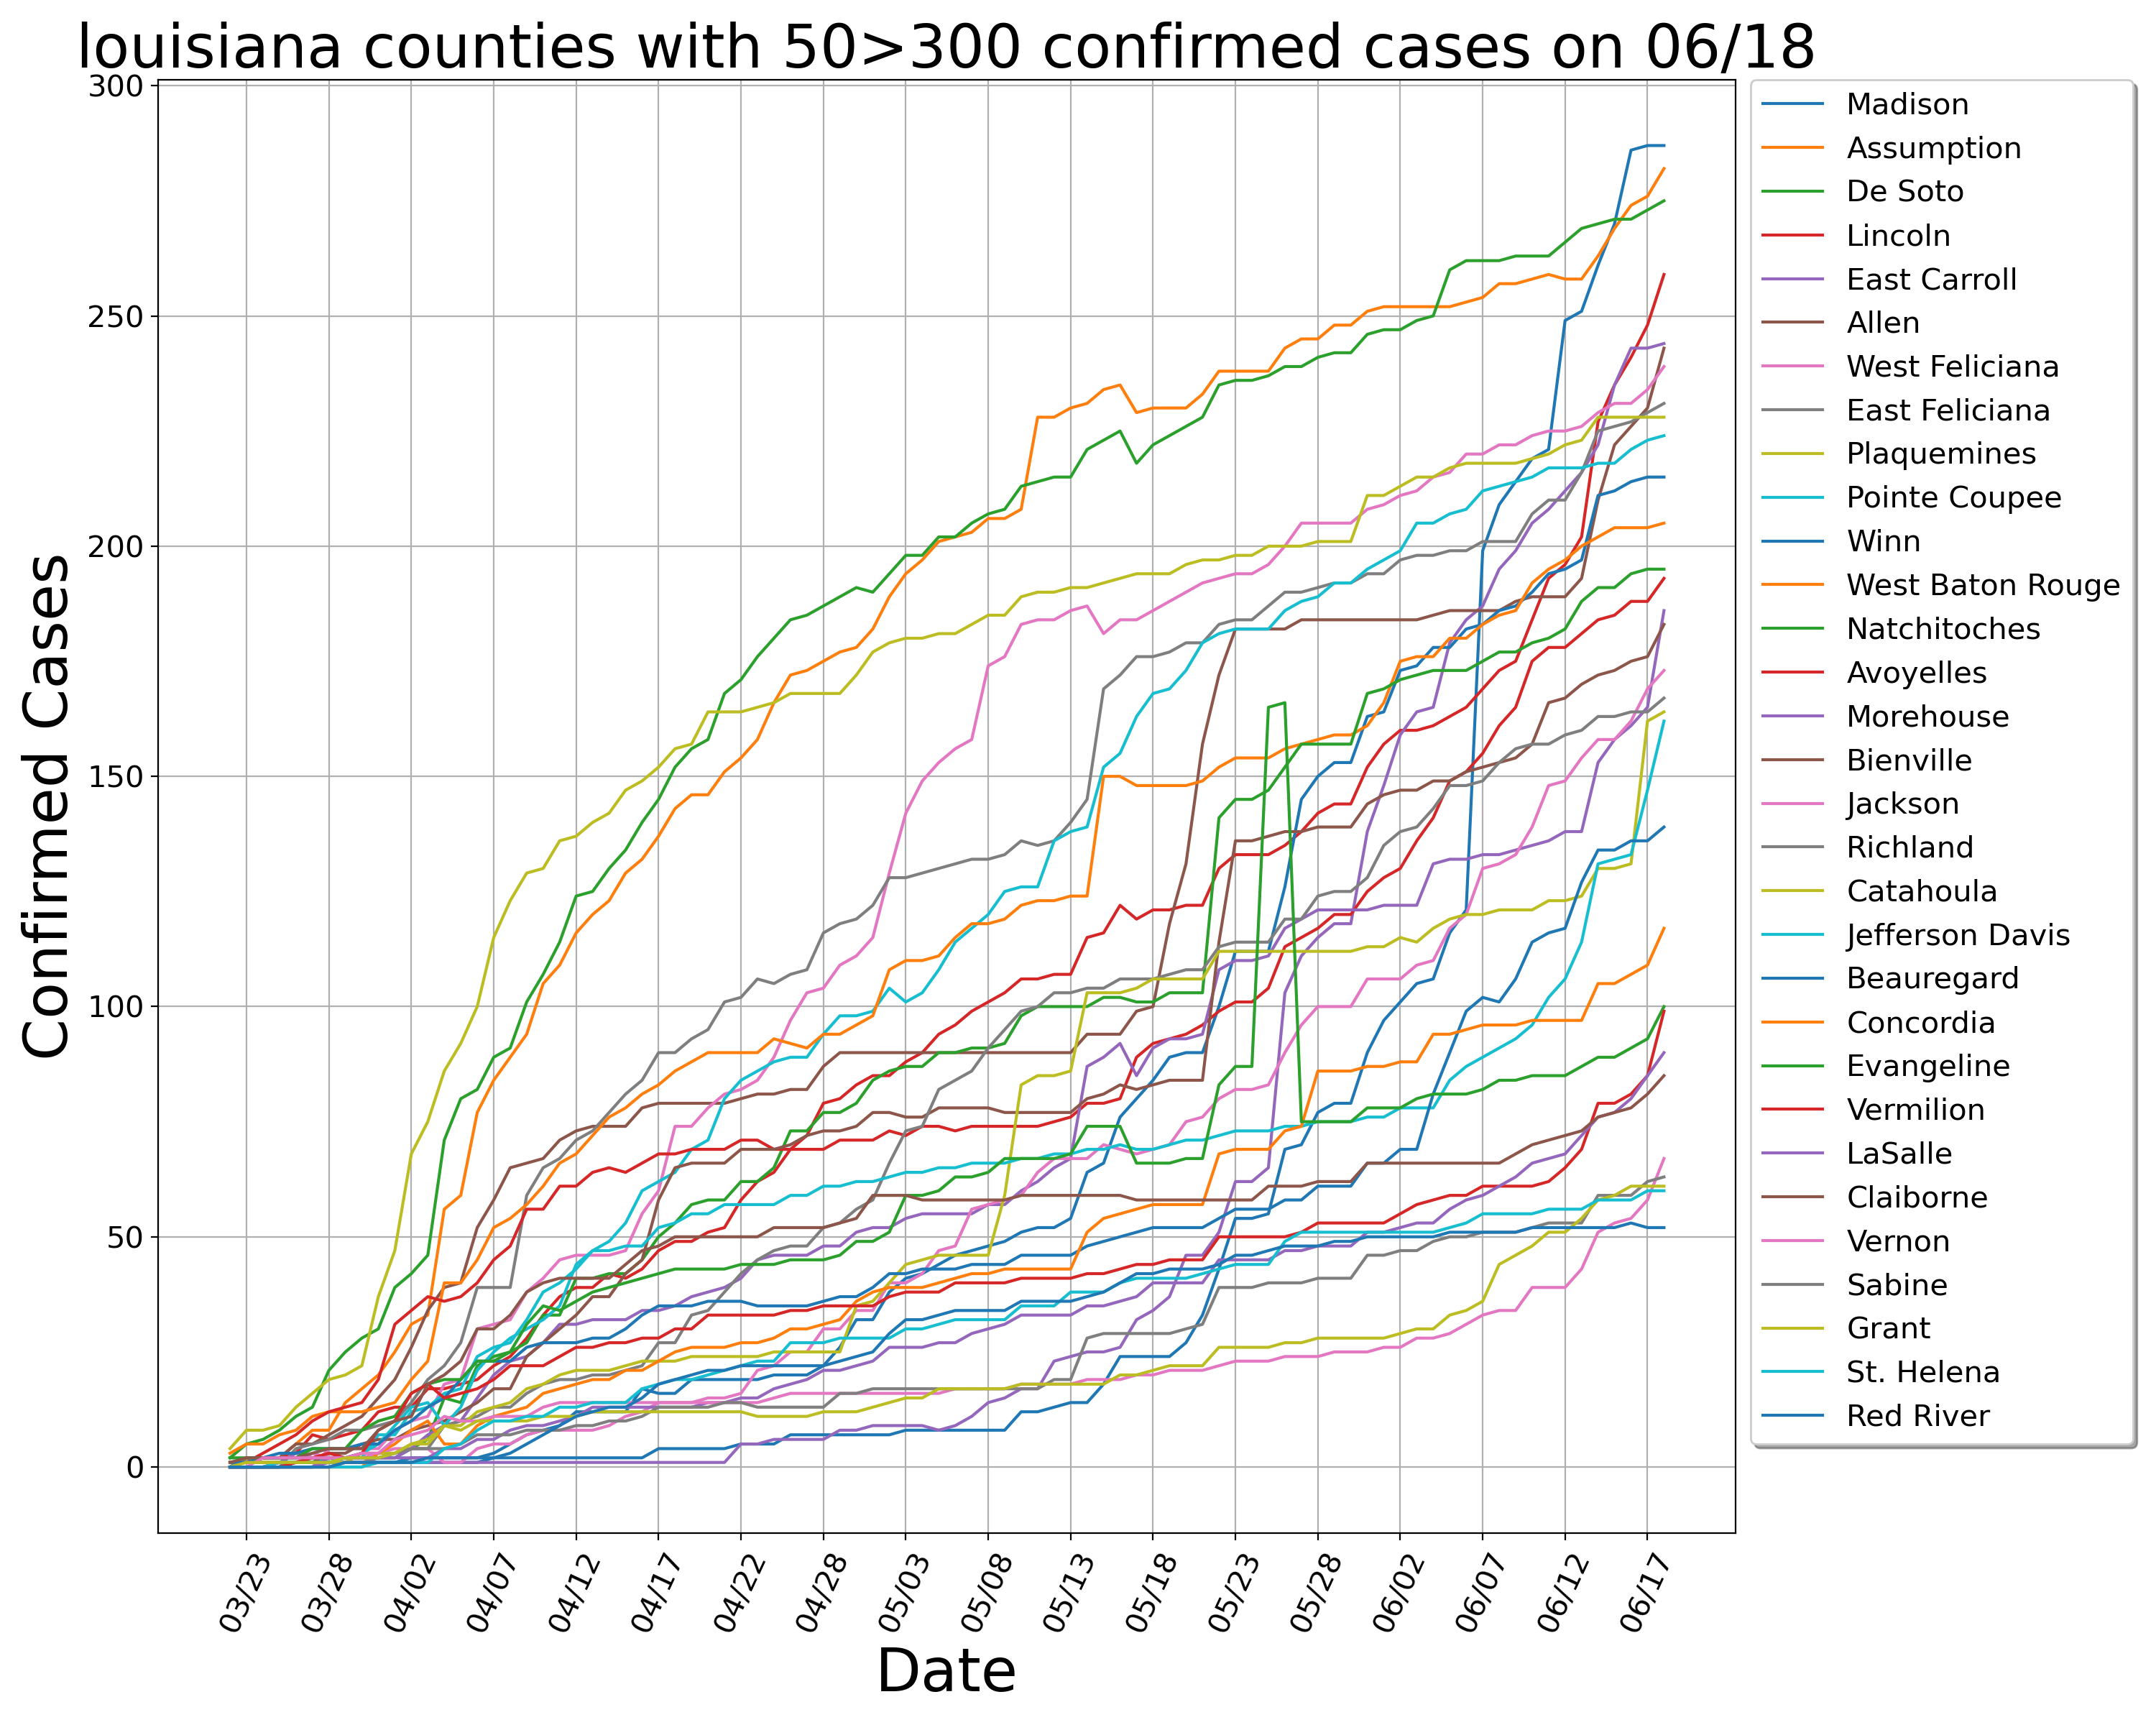 louisiana counties with 50>300 confirmed cases on 06/18
300
250
200
150
100
50
0
Confirmed Cases
03/23
03/28
04/02
04/07
04/12
04/17
04/22
04/28
05/03
05/08
05/13
05/18
05/23
05/28
06/02
06/07
06/12
06/17
Date
Madison
Assumption
De Soto
Lincoln
East Carroll
Allen
West Feliciana
East Feliciana
Plaquemines
Pointe Coupee
Winn
West Baton Rouge
Natchitoches
Avoyelles
Morehouse
Bienville
Jackson
Richland
Catahoula
Jefferson Davis
Beauregard
Concordia
Evangeline
Vermilion
LaSalle
Claiborne
Vernon
Sabine
Grant
St. Helena
Red River